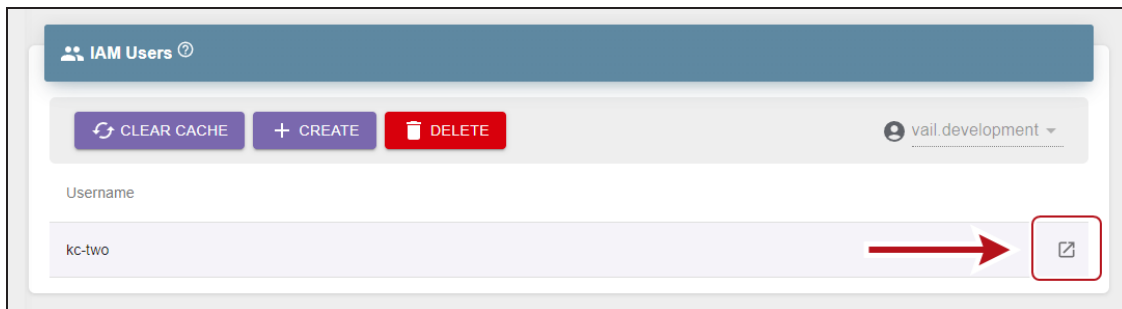 IAM Users
CLEAR CACHE
CREATE
DELETE
vail.development
Username
kc-two